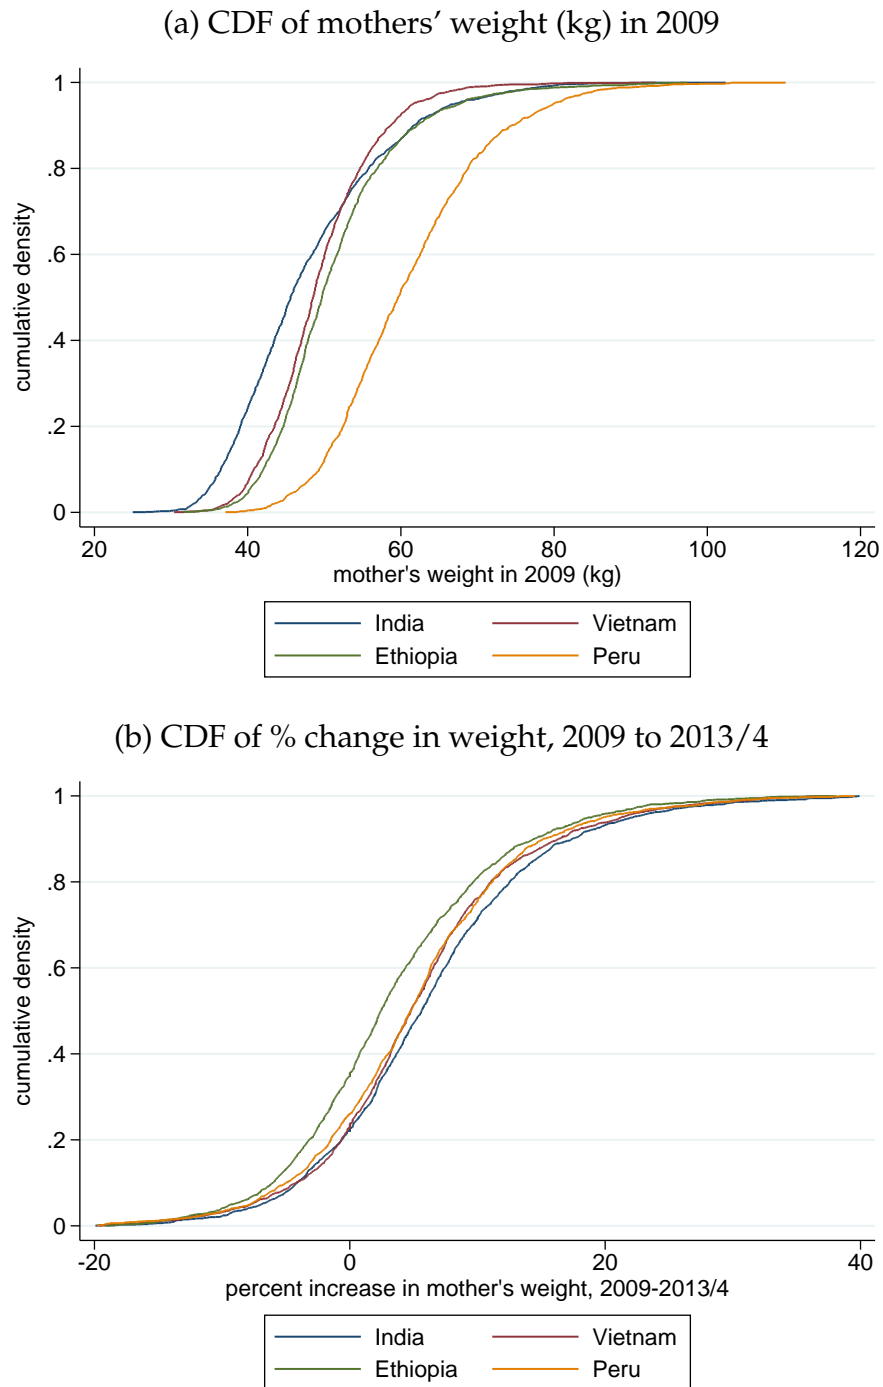 (a) CDF of mothers' weight (kg) in 2009
1
.8
.6
.4
.2
0
cumulative density
20 40 60 80 100 120
mother's weight in 2009 (kg)
India Vietnam
Ethiopia Peru
(b) CDF of % change in weight, 2009 to 2013/4
1
.8
.6
.4
.2
0
cumulative density
-20 0 20 40
percent increase in mother's weight, 2009-2013/4
India Vietnam
Ethiopia Peru